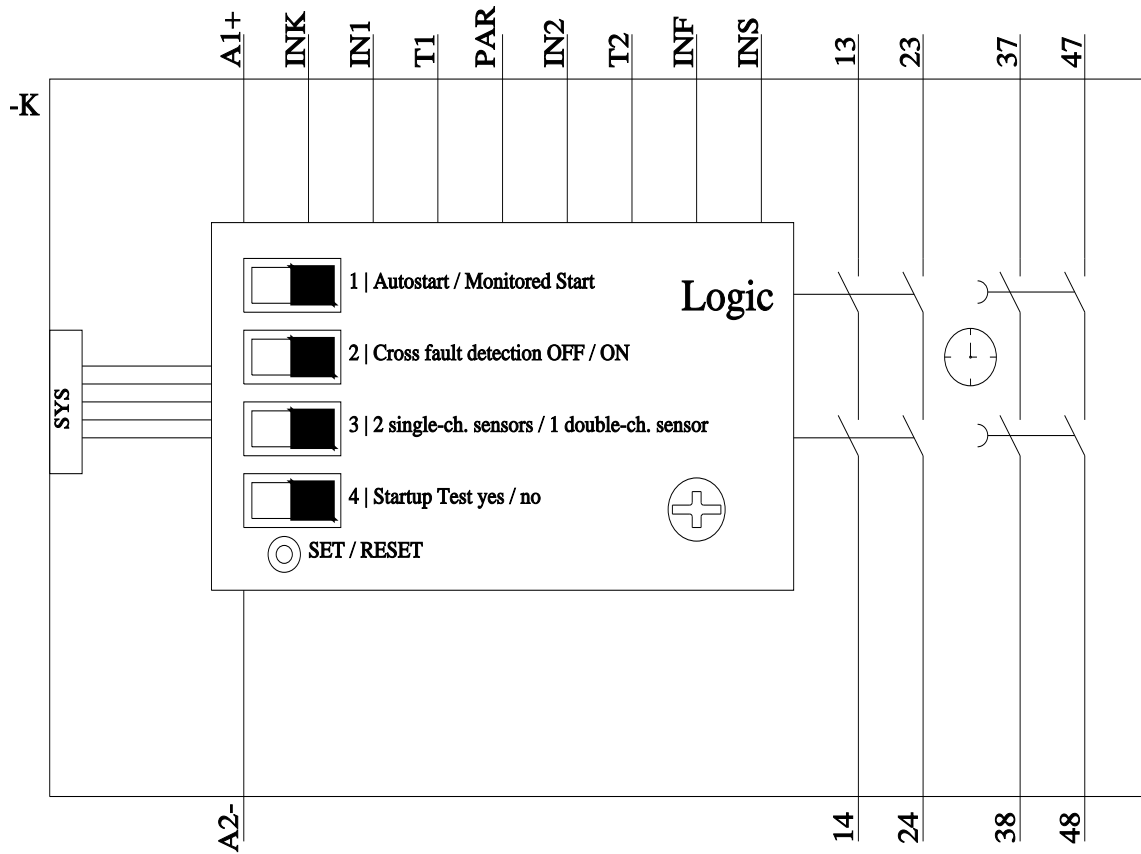 A1+
INK
IN1
T1
PAR
IN2
T2
INF
INS
13
23
37
47
-K
1 | Autostart / Monitored Start
Logic
2 | Cross fault detection OFF / ON
SYS
3 | 2 single-ch. sensors / 1 double-ch. sensor
4 | Startup Test yes / no
SET / RESET
A2-
14
24
38
48